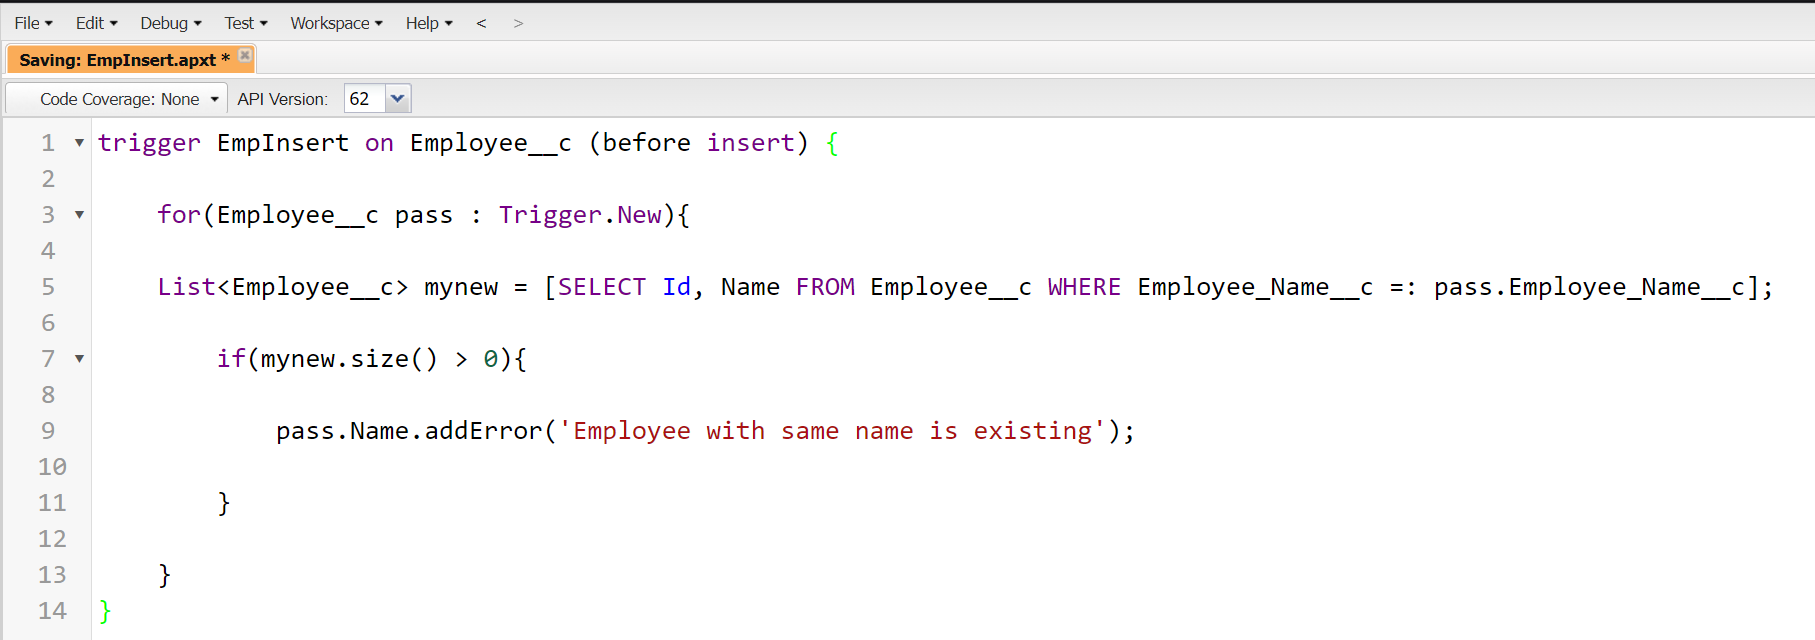 File Edit Debug Test Workspace Help < >
Saving: EmpInsert.apxt *
Code Coverage: None API Version: 62
1 trigger EmpInsert on Employee__c (before insert) {
2
3 for(Employee__c pass : Trigger.New){
4
5 List<Employee__c> mynew = [SELECT Id, Name FROM Employee__c WHERE Employee_Name__c =: pass.Employee_Name__c];
6
7 if(mynew.size() > 0){
8
9 pass.Name.addError('Employee with same name is existing');
10
11 }
12
13 }
14 }